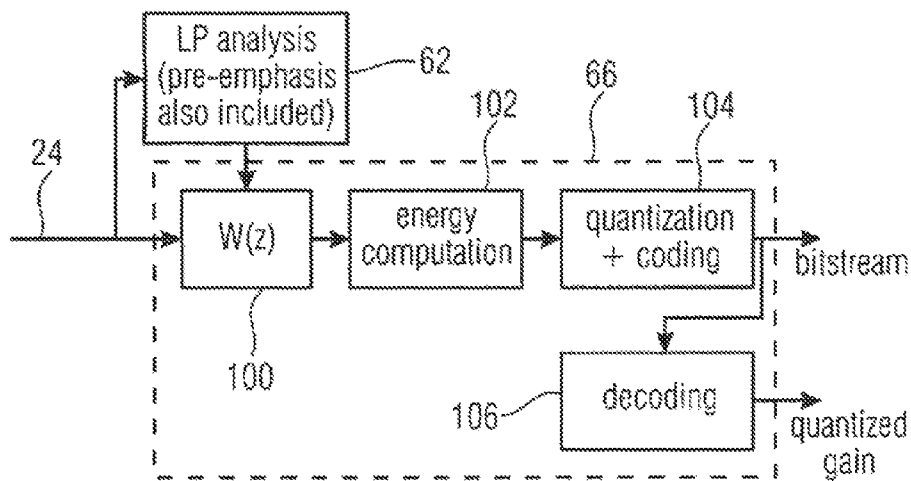 LP analysis
(pre-emphasis
also included)
62
66
24
102
104
W(z)
energy
computation
quantization
+ coding
bitstream
100
106
decoding
quantized
gain